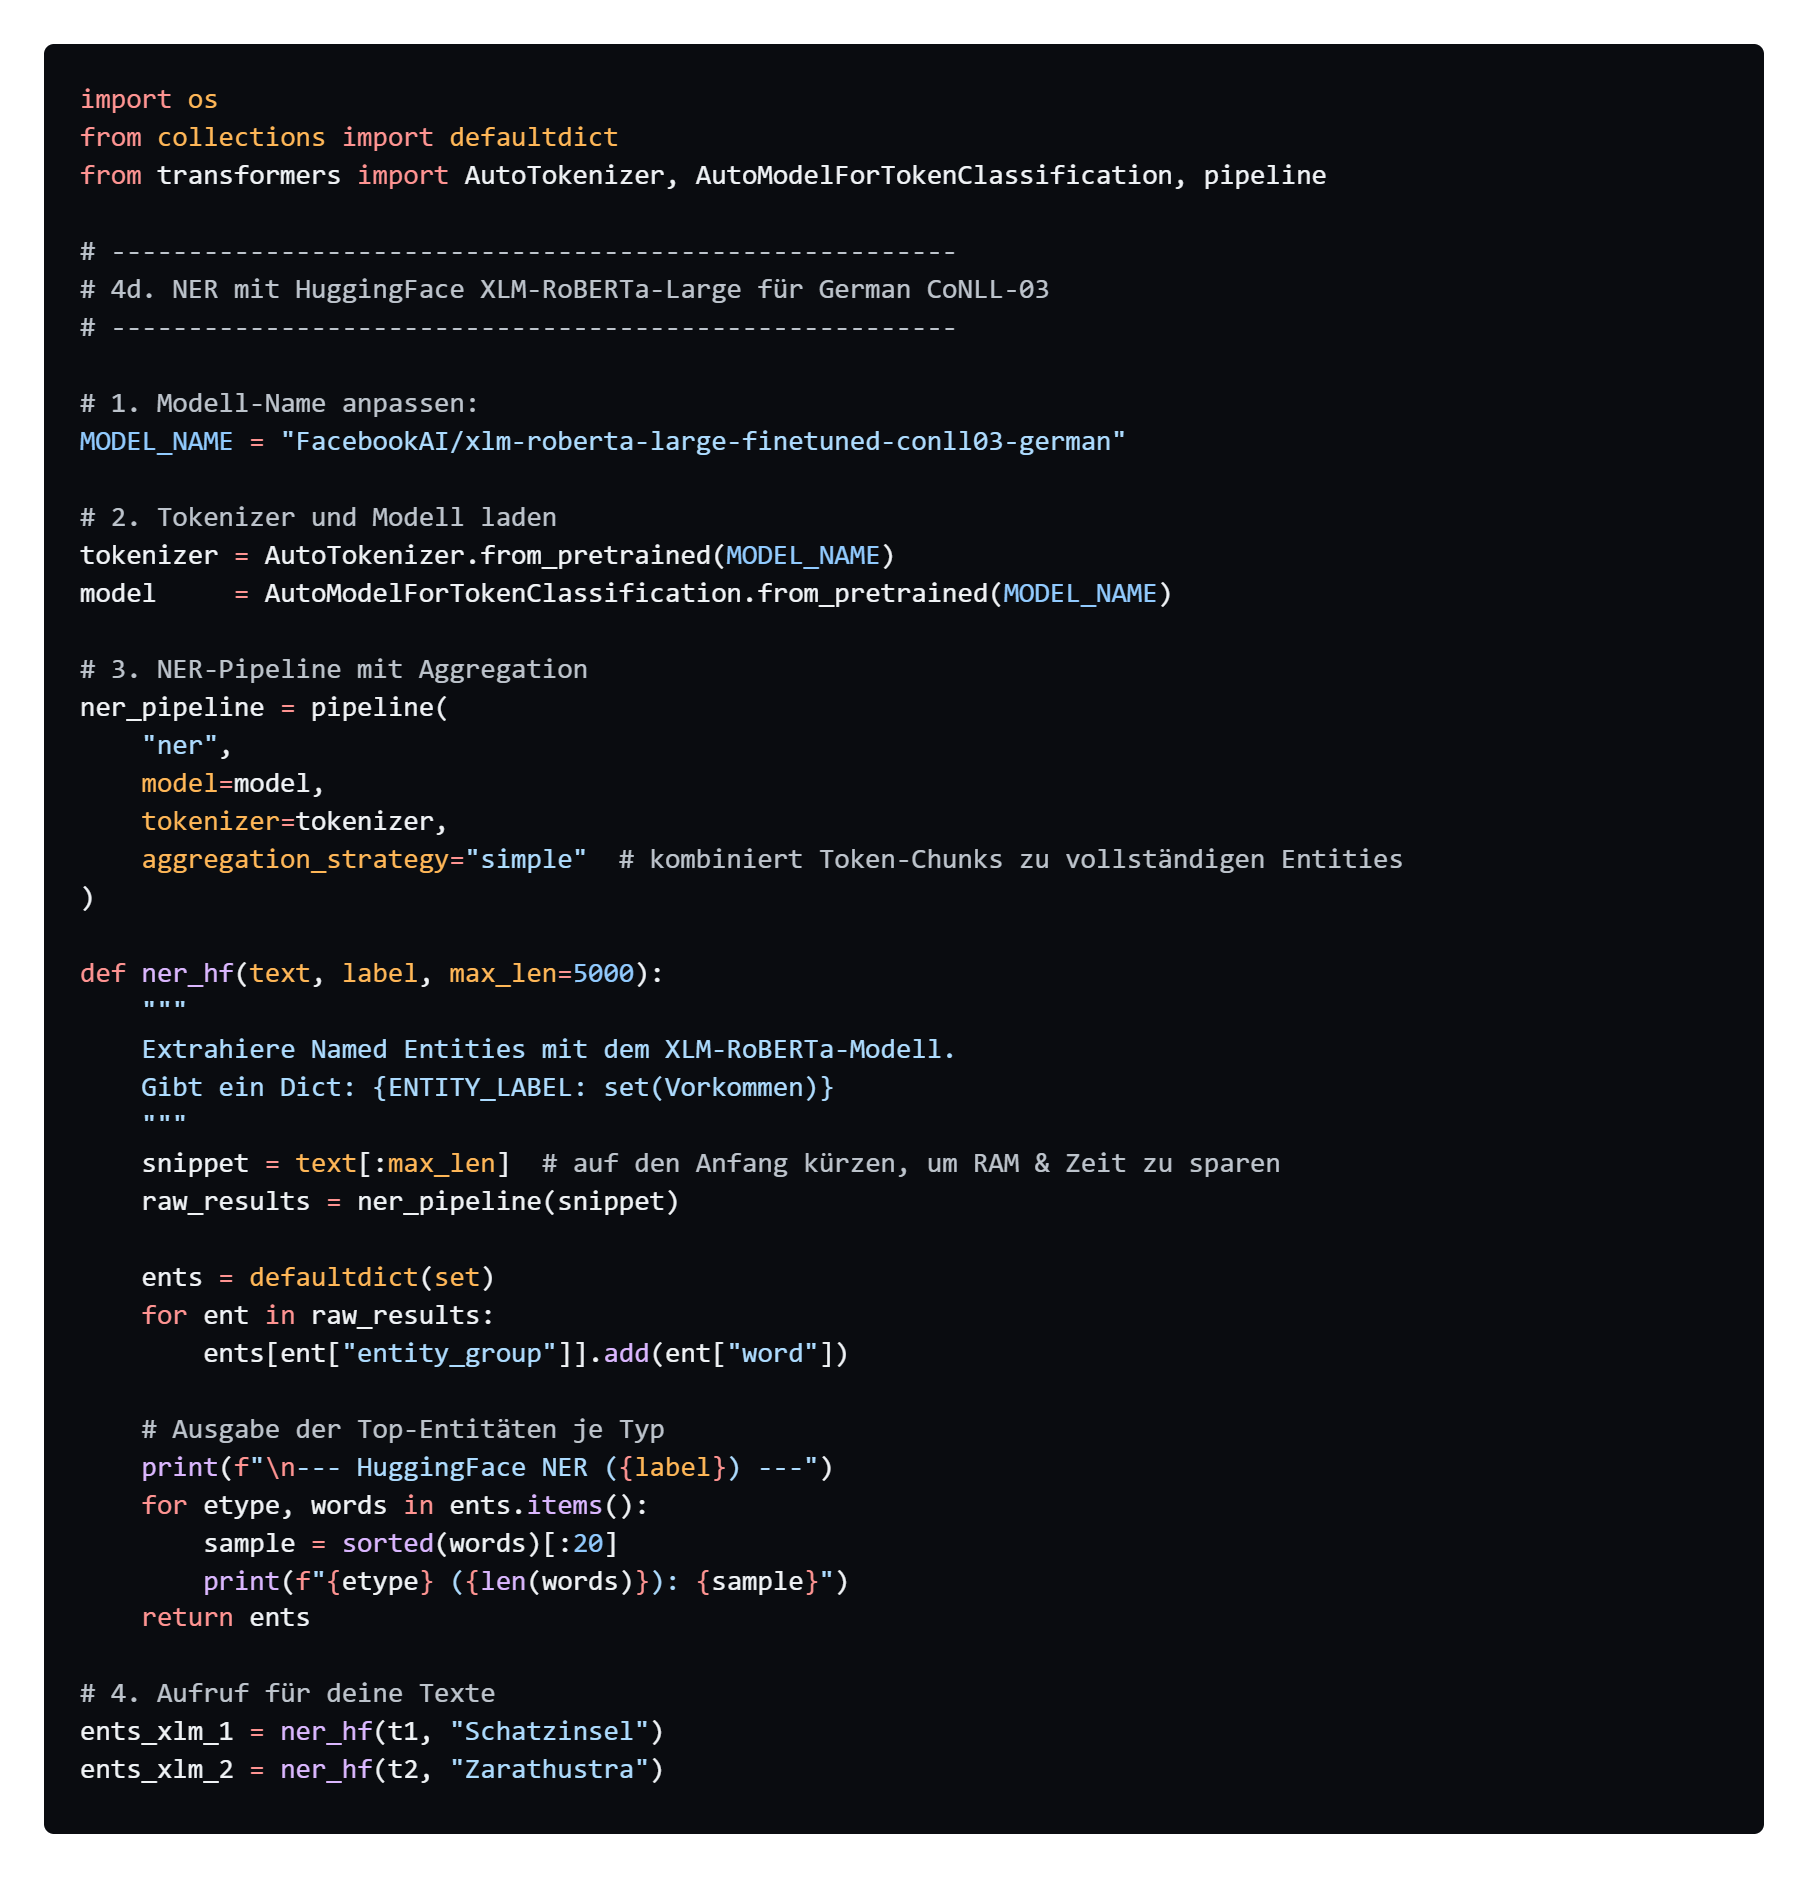 import os
from collections import defaultdict
from transformers import AutoTokenizer, AutoModelForTokenClassification, pipeline

# -------------------------------------------------------
# 4d. NER mit HuggingFace XLM-RoBERTa-Large für German CoNLL-03
# -------------------------------------------------------

# 1. Modell-Name anpassen:
MODEL_NAME = "FacebookAI/xlm-roberta-large-finetuned-conll03-german"

# 2. Tokenizer und Modell laden
tokenizer = AutoTokenizer.from_pretrained(MODEL_NAME)
model     = AutoModelForTokenClassification.from_pretrained(MODEL_NAME)

# 3. NER-Pipeline mit Aggregation
ner_pipeline = pipeline(
    "ner",
    model=model,
    tokenizer=tokenizer,
    aggregation_strategy="simple"  # kombiniert Token-Chunks zu vollständigen Entities
)

def ner_hf(text, label, max_len=5000):
    """
    Extrahiere Named Entities mit dem XLM-RoBERTa-Modell.
    Gibt ein Dict: {ENTITY_LABEL: set(Vorkommen)}
    """
    snippet = text[:max_len]  # auf den Anfang kürzen, um RAM & Zeit zu sparen
    raw_results = ner_pipeline(snippet)

    ents = defaultdict(set)
    for ent in raw_results:
        ents[ent["entity_group"]].add(ent["word"])

    # Ausgabe der Top-Entitäten je Typ
    print(f"\n--- HuggingFace NER ({label}) ---")
    for etype, words in ents.items():
        sample = sorted(words)[:20]
        print(f"{etype} ({len(words)}): {sample}")
    return ents

# 4. Aufruf für deine Texte
ents_xlm_1 = ner_hf(t1, "Schatzinsel")
ents_xlm_2 = ner_hf(t2, "Zarathustra")